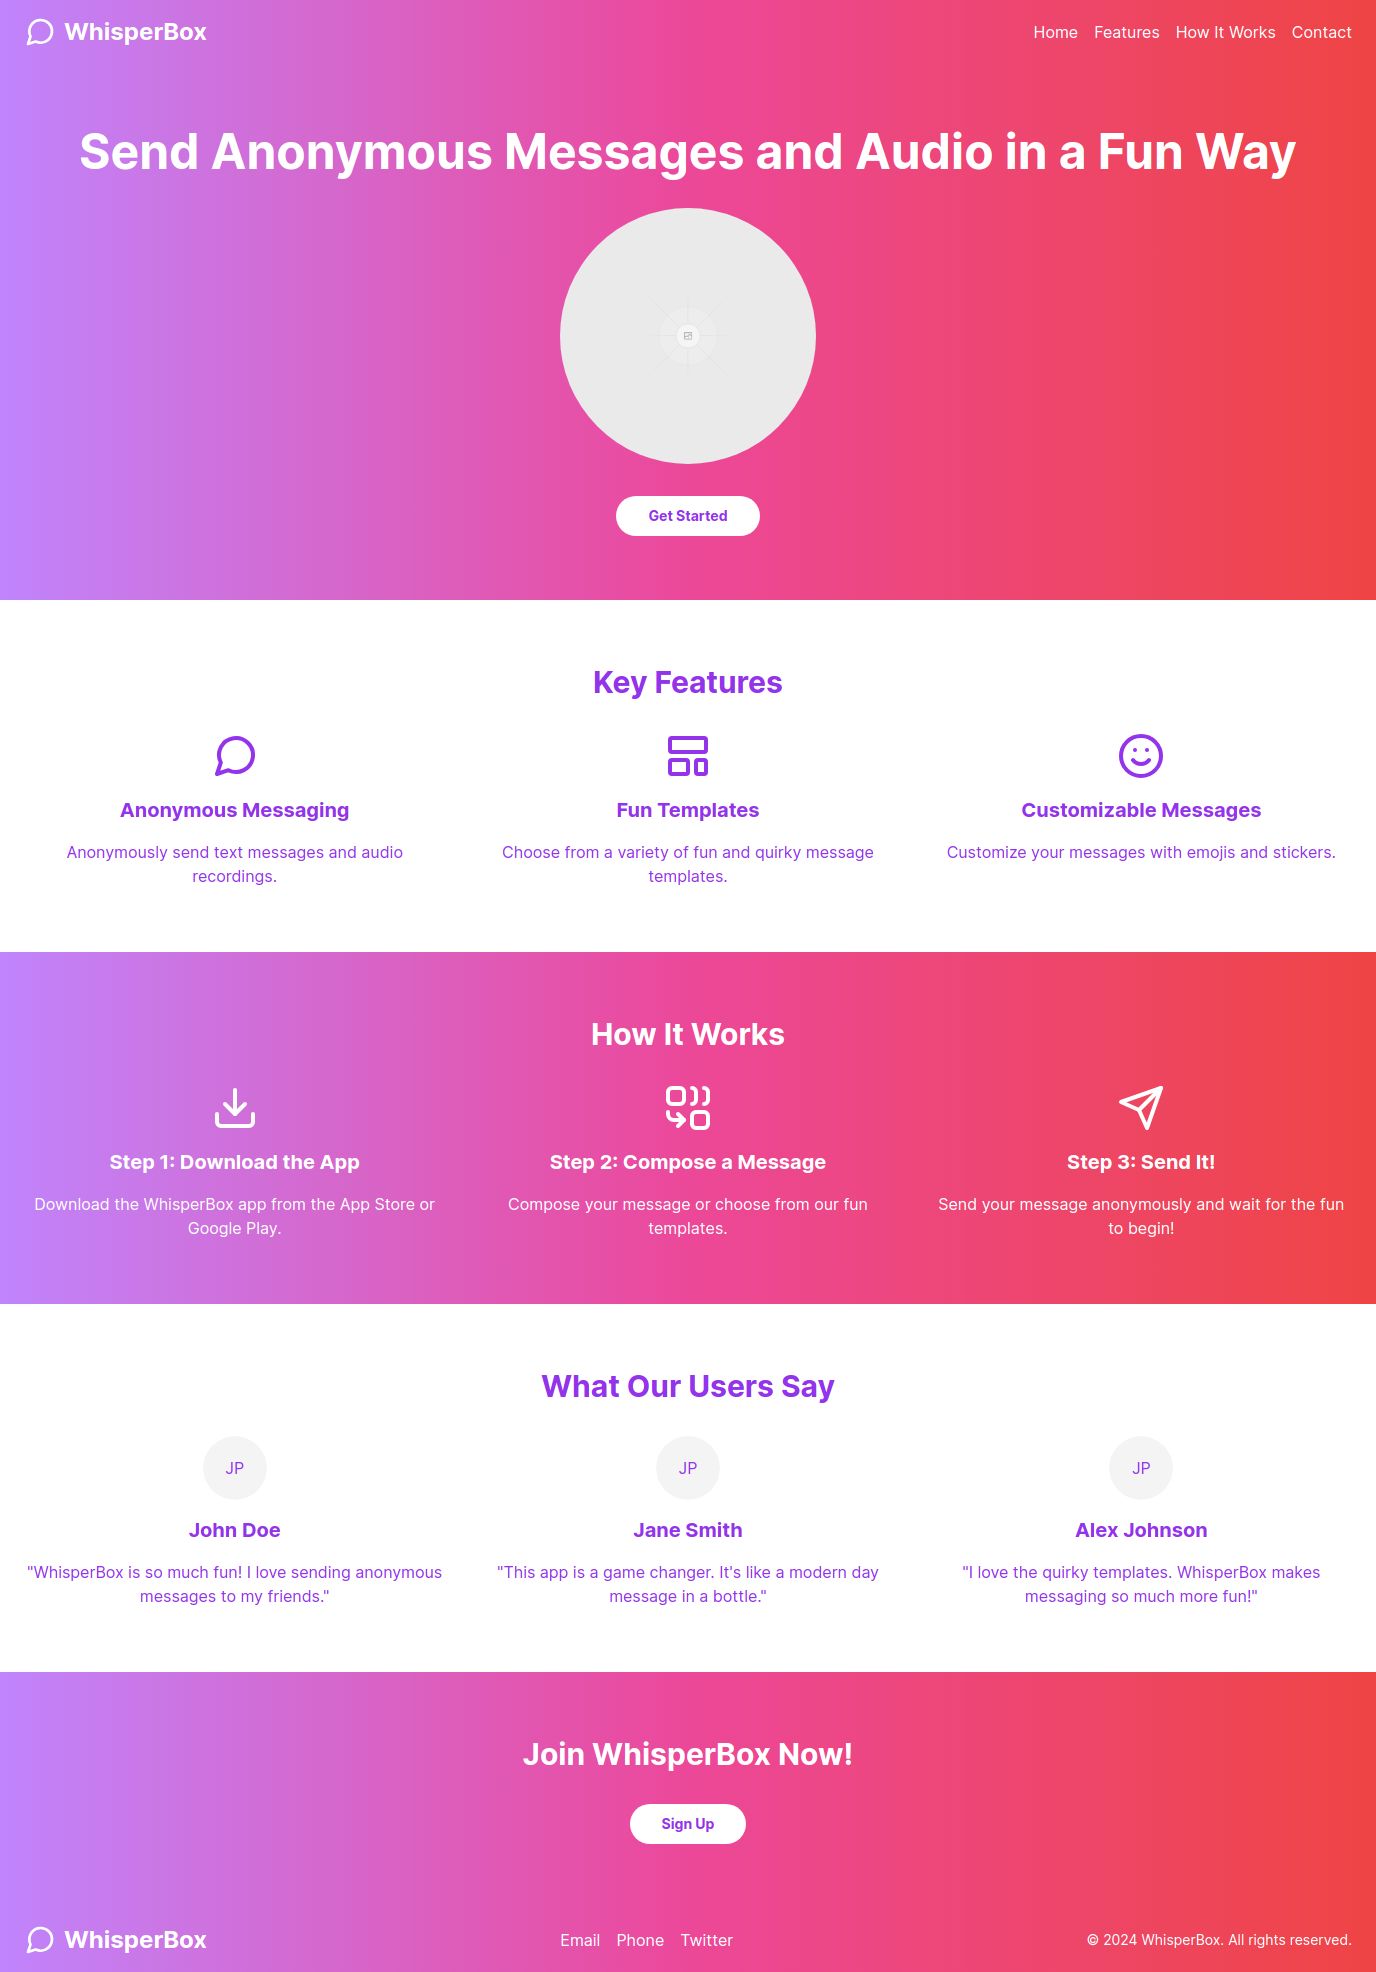 WhisperBox
Home Features How It Works Contact
Send Anonymous Messages and Audio in a Fun Way
Get Started
Key Features
Anonymous Messaging
Anonymously send text messages and audio
recordings.
Fun Templates
Choose from a variety of fun and quirky message
templates.
Customizable Messages
Customize your messages with emojis and stickers.
How It Works
Step 1: Download the App
Download the WhisperBox app from the App Store or
Google Play.
Step 2: Compose a Message
Compose your message or choose from our fun
templates.
Step 3: Send It!
Send your message anonymously and wait for the fun
to begin!
What Our Users Say
JP
John Doe
"WhisperBox is so much fun! I love sending anonymous
messages to my friends."
JP
Jane Smith
"This app is a game changer. It's like a modern day
message in a bottle."
JP
Alex Johnson
"I love the quirky templates. WhisperBox makes
messaging so much more fun!"
Join WhisperBox Now!
Sign Up
WhisperBox
Email Phone Twitter
© 2024 WhisperBox. All rights reserved.